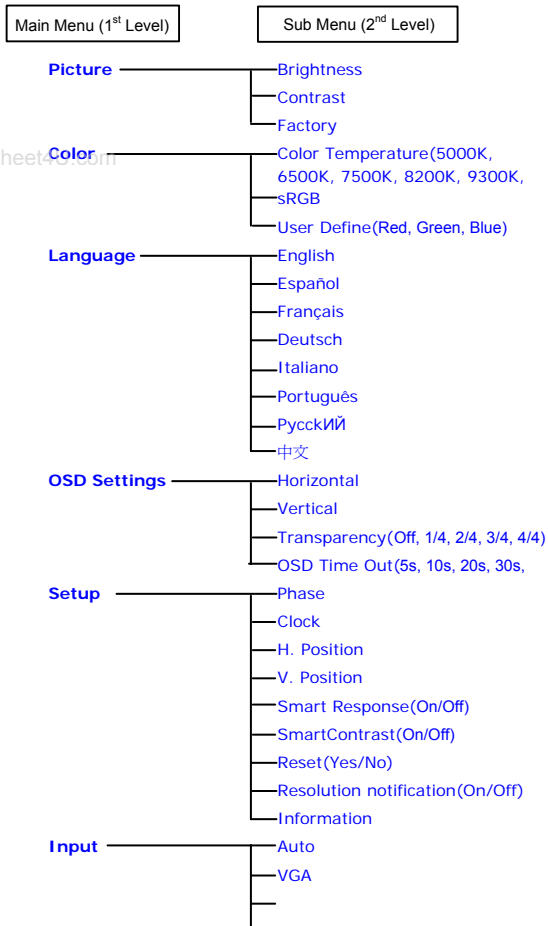 Main Menu (1st Level) Sub Menu (2nd Level)
Picture Brightness
Contrast
Factory
heet4U.com
Color Color Temperature(5000K,
6500K, 7500K, 8200K, 9300K,
sRGB
User Define(Red, Green, Blue)
Language English
Español
Français
Deutsch
Italiano
Português
РусскИЙ
中文
OSD Settings Horizontal
Vertical
Transparency(Off, 1/4, 2/4, 3/4, 4/4)
OSD Time Out(5s, 10s, 20s, 30s,
Setup Phase
Clock
H. Position
V. Position
Smart Response(On/Off)
SmartContrast(On/Off)
Reset(Yes/No)
Resolution notification(On/Off)
Information
Input Auto
VGA